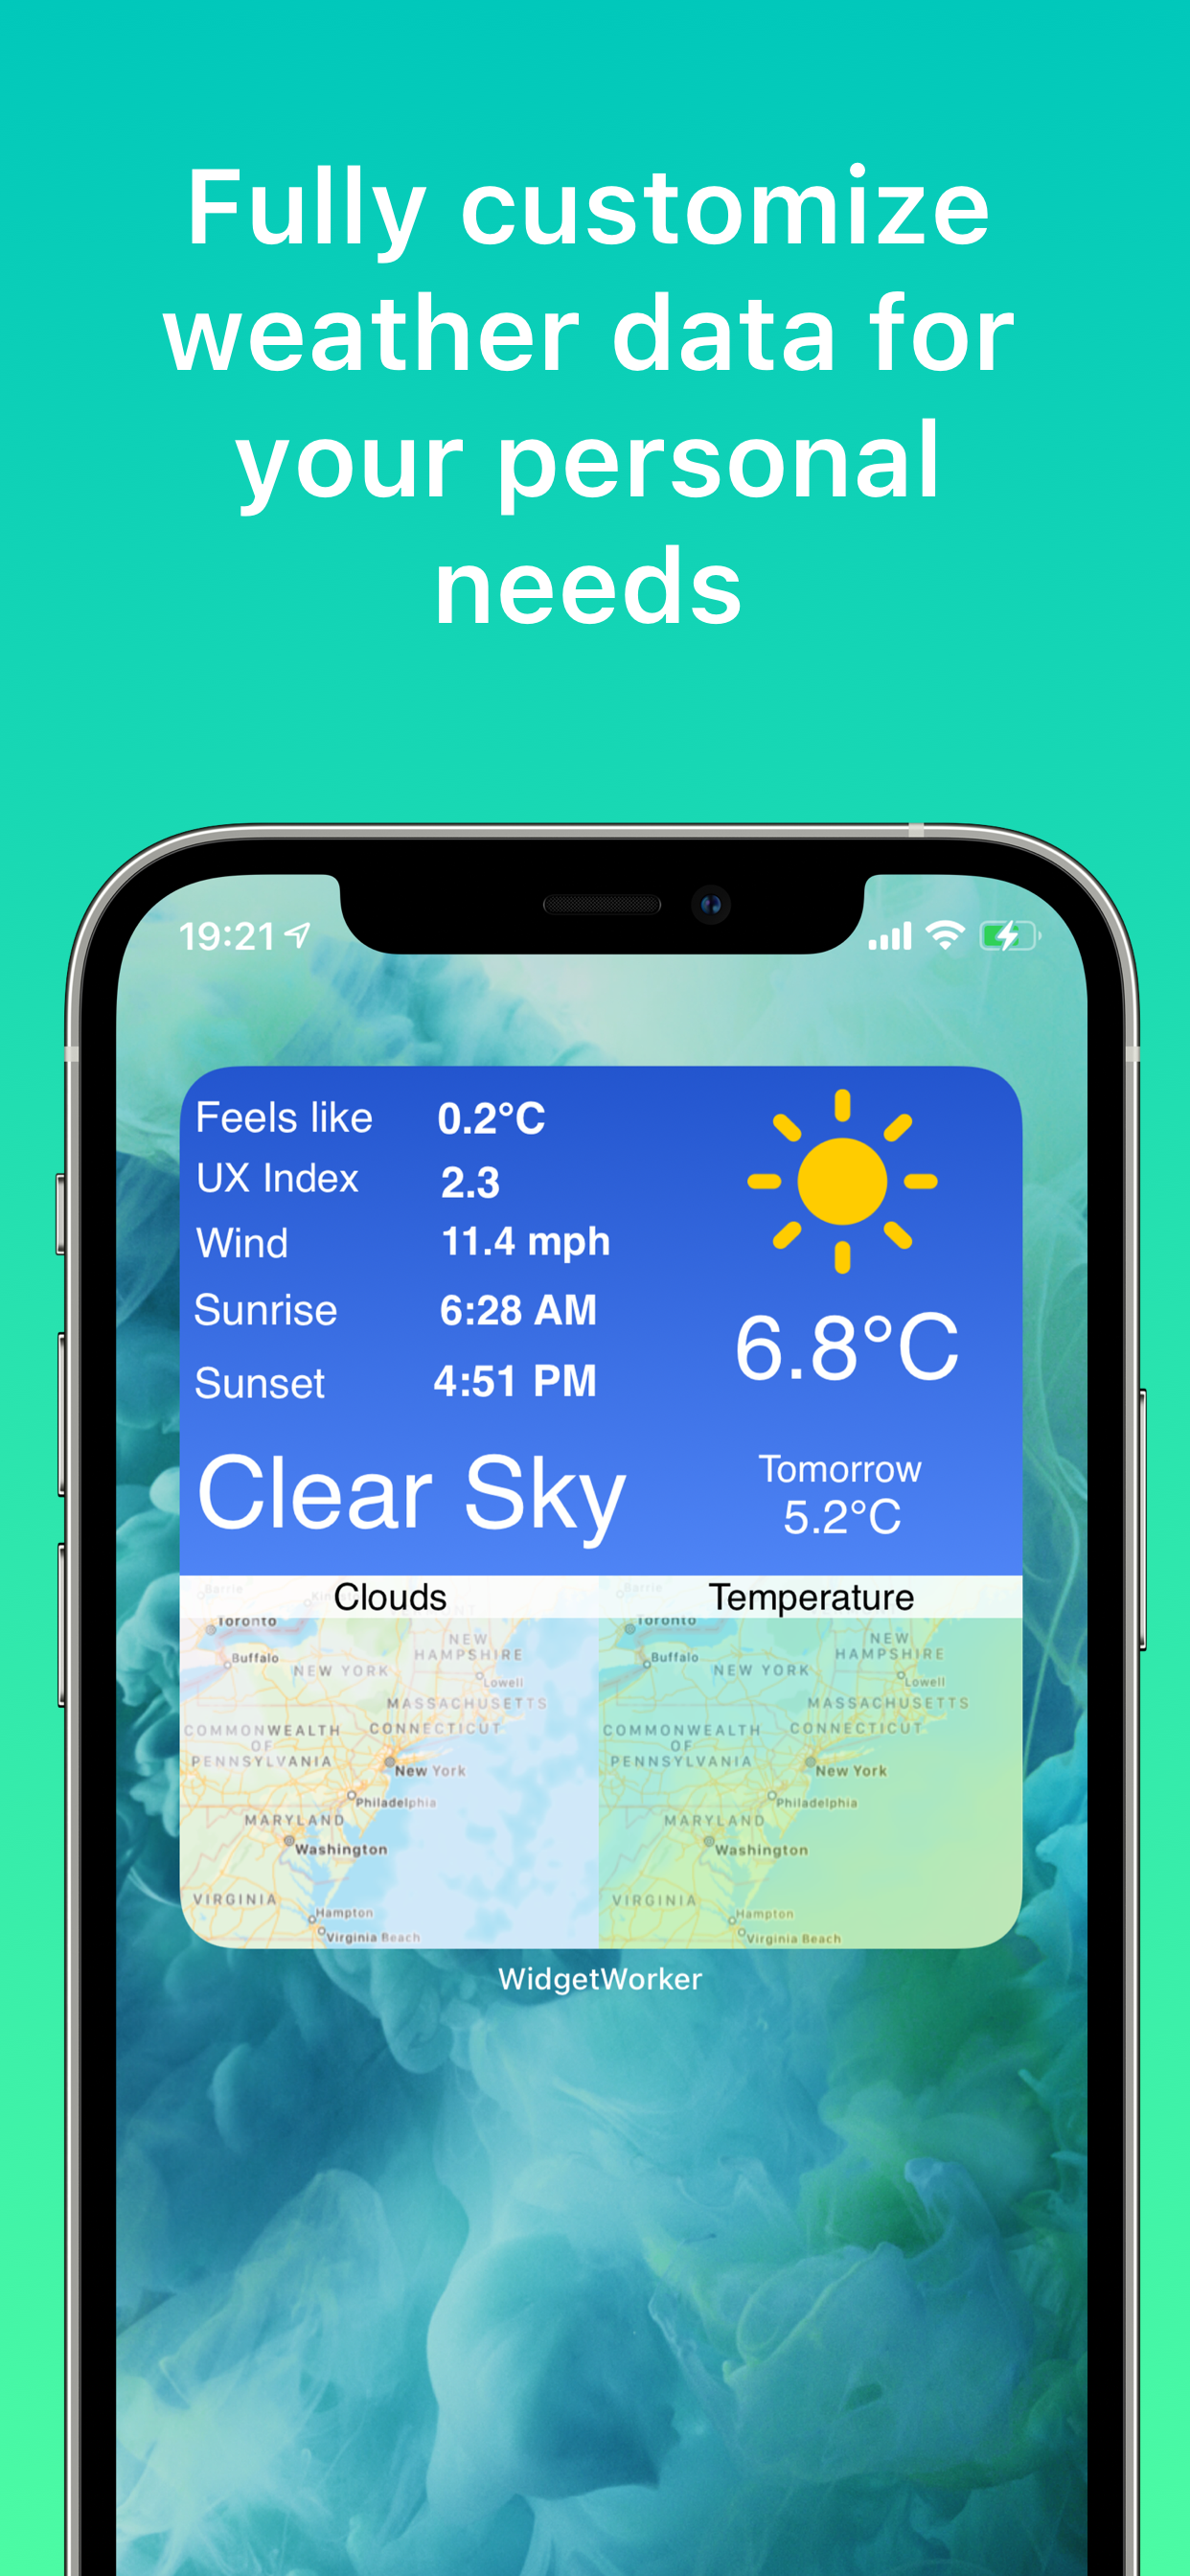 Fully customize
weather data for
your personal
needs
19:21
Feels like 0.2°C
UX Index 2.3
Wind 11.4 mph
Sunrise 6:28 AM
Sunset 4:51 PM
6.8°C
Clear Sky
Tomorrow
5.2°C
Clouds
Barrie
Toronto
Buffalo
NEW YORK
NEW
HAMPSHIRE
Lowell
MASSACHUSETTS
CONNECTICUT
COMMONWEALTH
OF
PENNSYLVANIA
New York
Philadelphia
MARYLAND
Washington
VIRGINIA
Hampton
Virginia Beach
Temperature
Barrie
Toronto
Buffalo
NEW YORK
NEW
HAMPSHIRE
Lowell
MASSACHUSETTS
CONNECTICUT
COMMONWEALTH
OF
PENNSYLVANIA
New York
Philadelphia
MARYLAND
Washington
VIRGINIA
Hampton
Virginia Beach
WidgetWorker